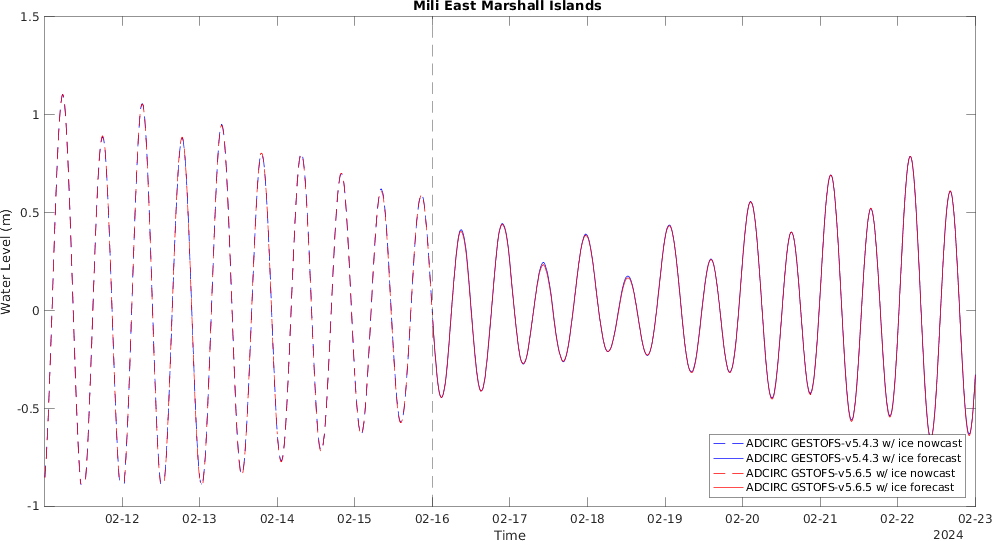 Mili East Marshall Islands
1.5
1
0.5
0
-0.5
-1
Water Level (m)
ADCIRC GESTOFS-v5.4.3 w/ ice nowcast
ADCIRC GESTOFS-v5.4.3 w/ ice forecast
ADCIRC GSTOFS-v5.6.5 w/ ice nowcast
ADCIRC GSTOFS-v5.6.5 w/ ice forecast
02-12 02-13 02-14 02-15 02-16 02-17 02-18 02-19 02-20 02-21 02-22 02-23
Time
2024